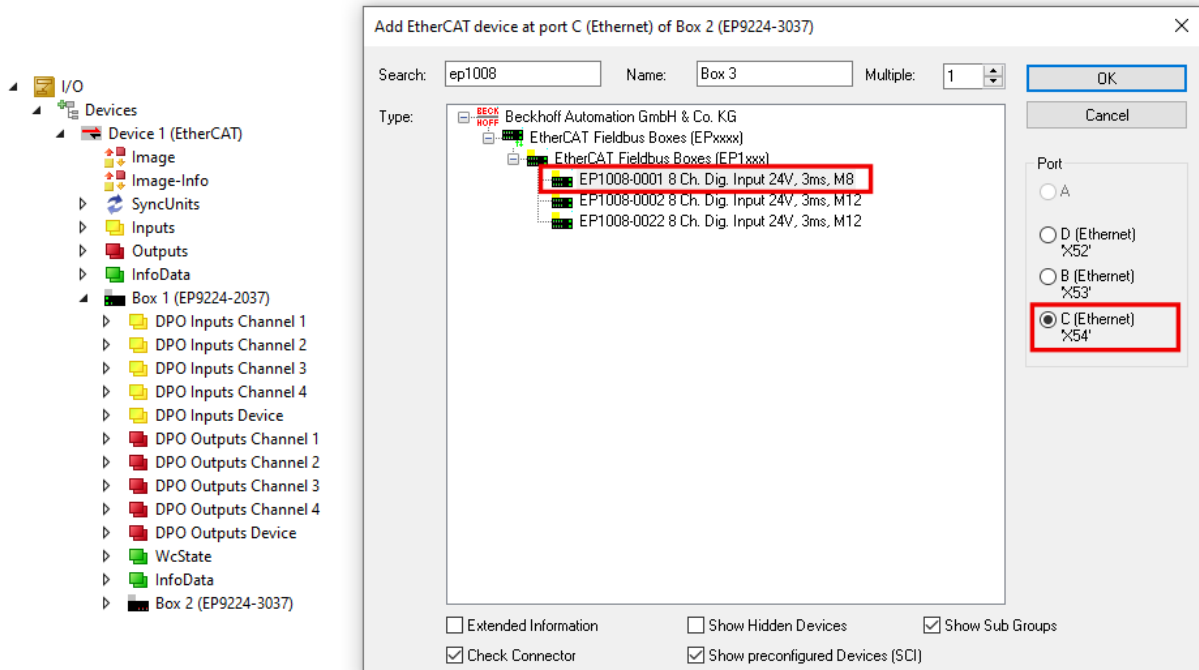 I/O
Devices
Device 1 (EtherCAT)
Image
Image-Info
SyncUnits
Inputs
Outputs
InfoData
Box 1 (EP9224-2037)
DPO Inputs Channel 1
DPO Inputs Channel 2
DPO Inputs Channel 3
DPO Inputs Channel 4
DPO Inputs Device
DPO Outputs Channel 1
DPO Outputs Channel 2
DPO Outputs Channel 3
DPO Outputs Channel 4
DPO Outputs Device
WcState
InfoData
Box 2 (EP9224-3037)
Add EtherCAT device at port C (Ethernet) of Box 2 (EP9224-3037)
Search: ep1008 Name: Box 3 Multiple: 1 OK
Type:
BECK
HOFF
Beckhoff Automation GmbH & Co. KG
EtherCAT Fieldbus Boxes (EPxxxx)
EtherCAT Fieldbus Boxes (EP1xxx)
EP1008-0001 8 Ch. Dig. Input 24V, 3ms, M8
EP1008-0002 8 Ch. Dig. Input 24V, 3ms, M12
EP1008-0022 8 Ch. Dig. Input 24V, 3ms, M12
Cancel
Port
A
D (Ethernet)
'X52'
B (Ethernet)
'X53'
C (Ethernet)
'X54'
Extended Information Show Hidden Devices Show Sub Groups
Check Connector Show preconfigured Devices (SCI)